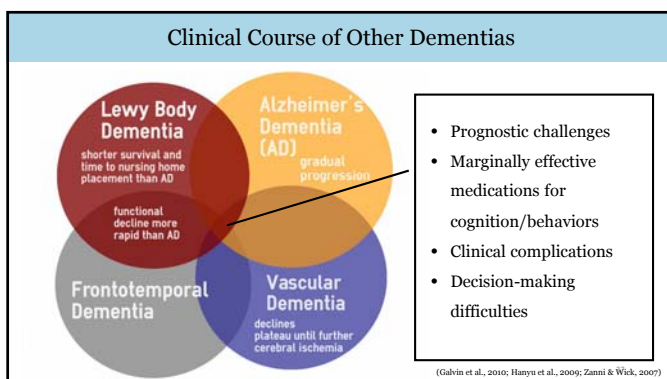 Clinical Course of Other Dementias
Lewy Body
Dementia
shorter survival and
time to nursing home
placement than AD
functional
decline more
rapid than AD
Alzheimer's
Dementia
(AD)
gradual
progression
Frontotemporal
Dementia
Vascular
Dementia
declines
plateau until further
cerebral ischemia
• Prognostic challenges
• Marginally effective
medications for
cognition/behaviors
• Clinical complications
• Decision-making
difficulties
(Galvin et al., 2010; Hanyu et al., 2009; Zanni & Wick, 2007)